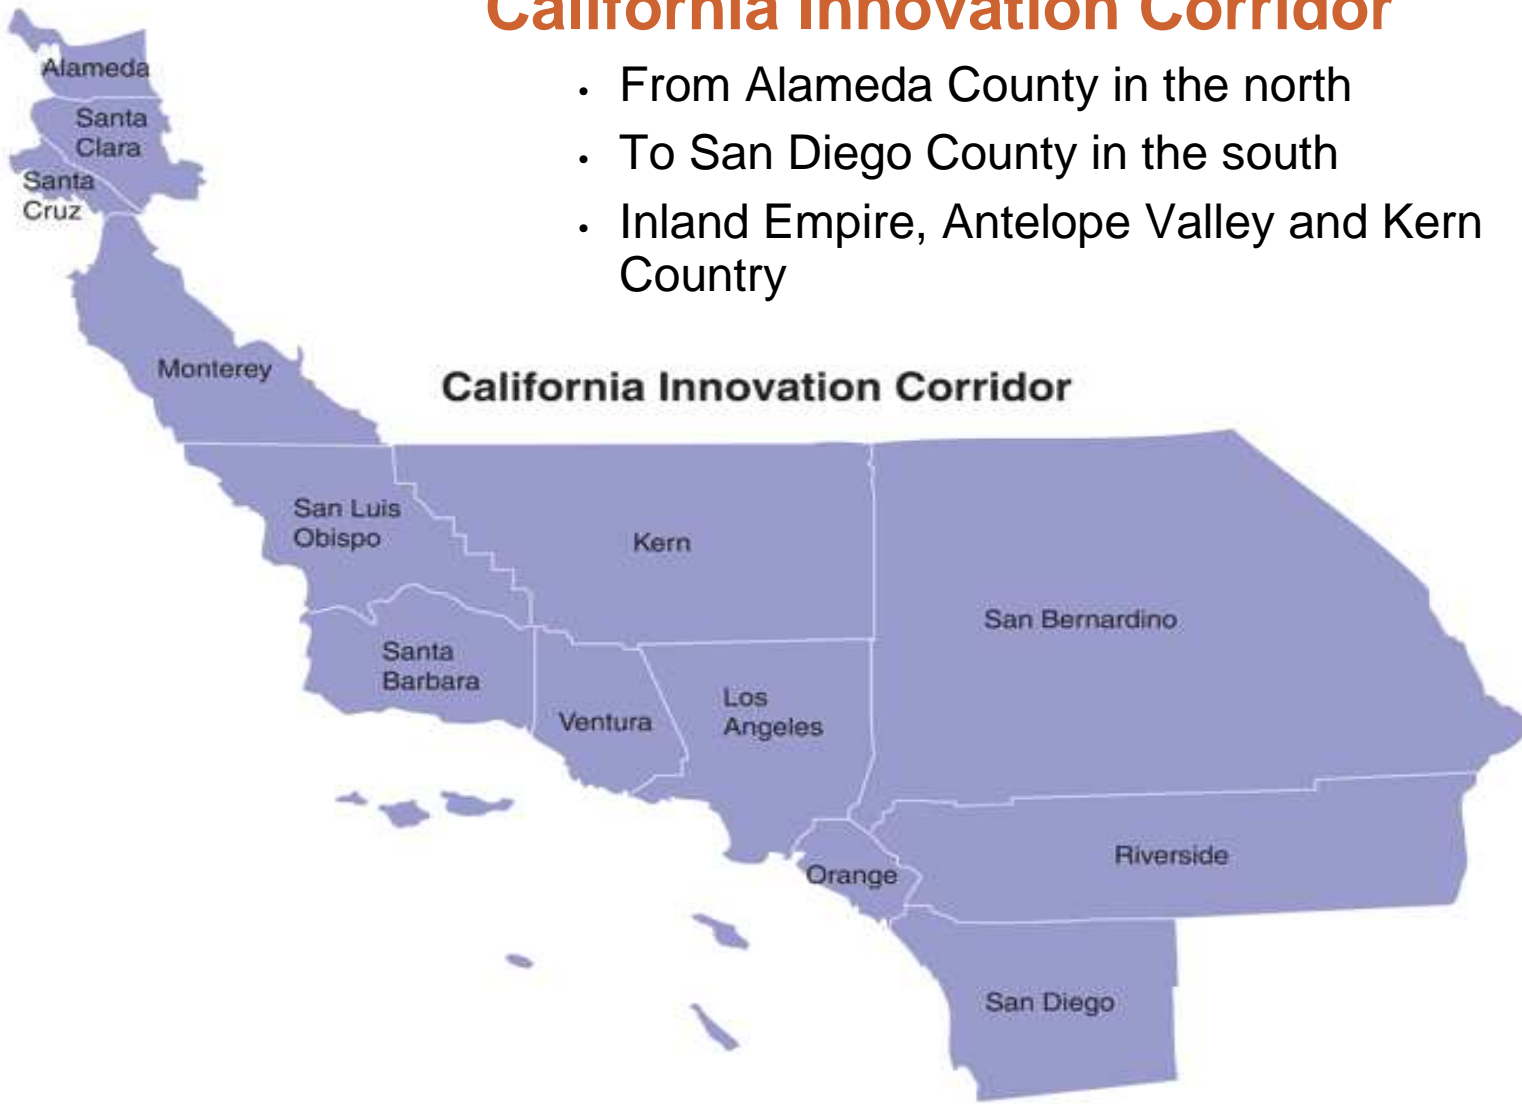 California Innovation Corridor
• From Alameda County in the north
• To San Diego County in the south
• Inland Empire, Antelope Valley and Kern
Country
California Innovation Corridor
Alameda
Santa
Clara
Santa
Cruz
Monterey
San Luis
Obispo
Kern
San Bernardino
Santa
Barbara
Ventura
Los
Angeles
Orange
Riverside
San Diego